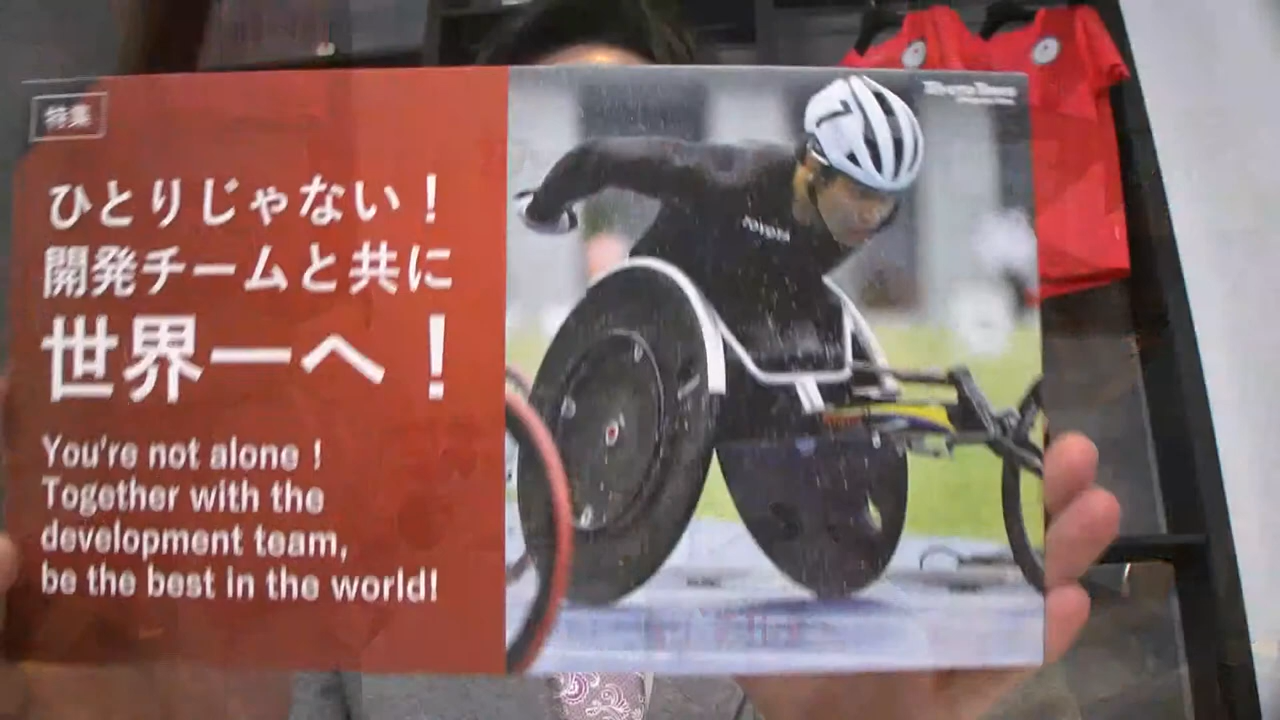 特集
ひとりじゃない！
開発チームと共に
世界一へ！
You're not alone !
Together with the
development team,
be the best in the world!
TOYOTA